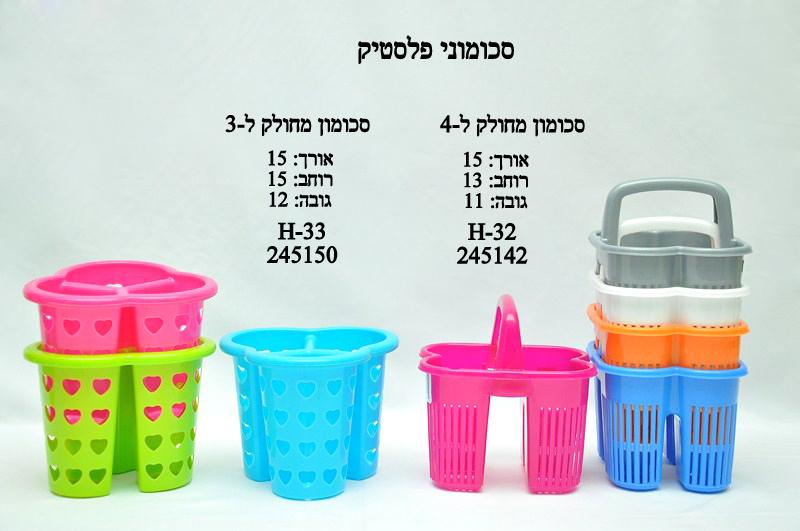 סכומוני פלסטיק
סכומון מחולק ל-4
אורך: 15
רוחב: 13
גובה: 11
H-32
245142
סכומון מחולק ל-3
אורך: 15
רוחב: 15
גובה: 12
H-33
245150